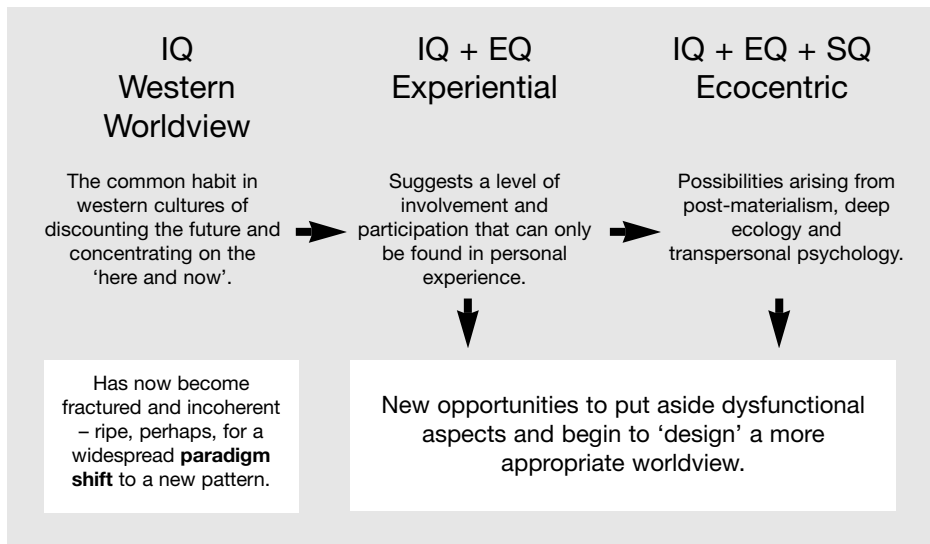 IQ
Western
Worldview
The common habit in
western cultures of
discounting the future and
concentrating on the
‘here and now’.
IQ + EQ
Experiential
Suggests a level of
involvement and
participation that can only
be found in personal
experience.
IQ + EQ + SQ
Ecocentric
Possibilities arising from
post-materialism, deep
ecology and
transpersonal psychology.
Has now become
fractured and incoherent
– ripe, perhaps, for a
widespread paradigm
shift to a new pattern.
New opportunities to put aside dysfunctional
aspects and begin to ‘design’ a more
appropriate worldview.